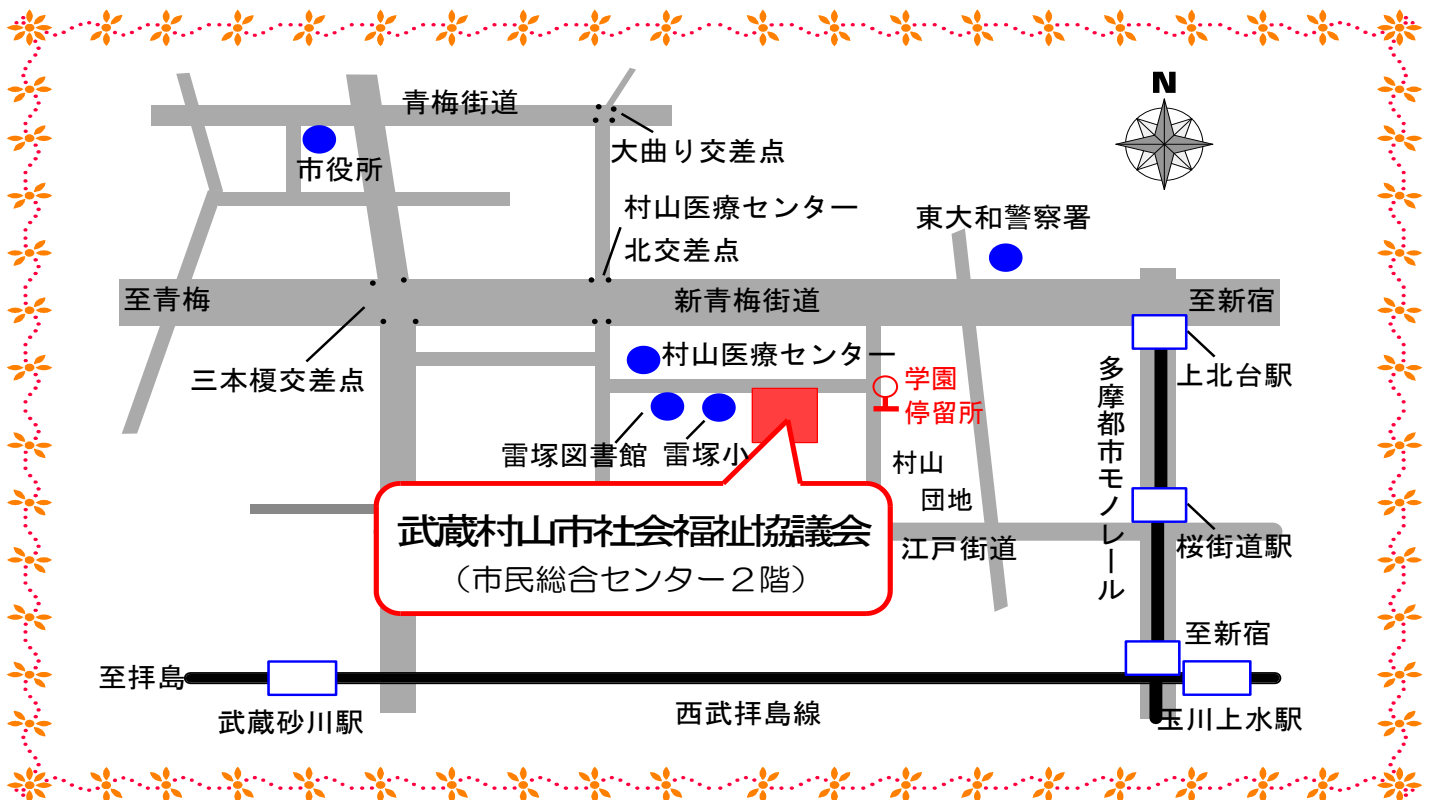 N
青梅街道
大曲り交差点
市役所
村山医療センター
北交差点
東大和警察署
至青梅
新青梅街道
至新宿
三本榎交差点
村山医療センター
上北台駅
学園
停留所
多摩都市モノレール
雷塚図書館
雷塚小
村山
団地
武蔵村山市社会福祉協議会
（市民総合センター２階）
江戸街道
桜街道駅
至新宿
至拝島
武蔵砂川駅
西武拝島線
玉川上水駅